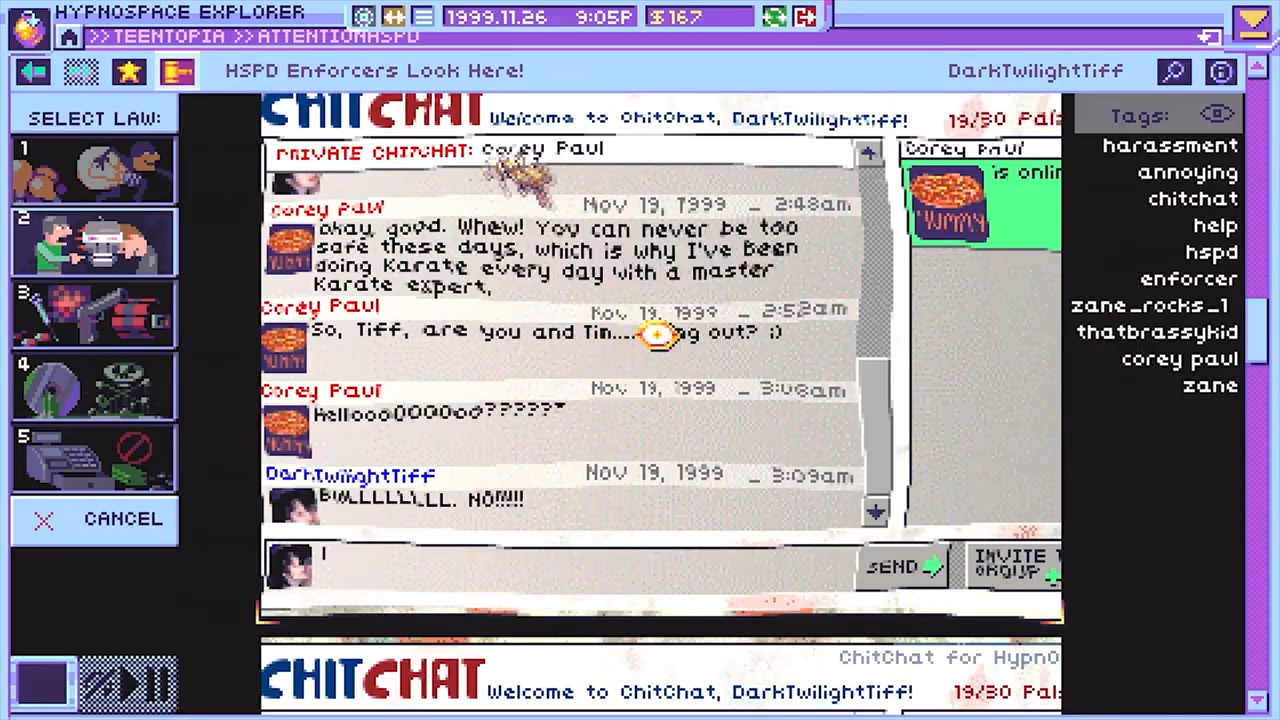 HYPNOSPACE EXPLORER
1999.11.26 9:05P
167
>>TEENTOPIA >>ATTENTIONHSPD
HSPD Enforcers Look Here!
DarkTwilightTiff
SELECT LAW:
1
2
3
4
5
CANCEL
CHITCHAT Welcome to ChitChat, DarkTwilightTiff! 19/30 Pals
PRIVATE CHITCHAT: Corey Paul
Corey Paul Nov 19, 1999 _ 2:48am
Okay, good. Whew! You can never be too
safe these days, which is why I've been
doing Karate every day with a master
Karate expert,
Corey Paul Nov 19, 1999 _ 2:52am
So, Tiff, are you and Tim.... out? ;)
Corey Paul Nov 19, 1999
HelloooOOOOoo??????
DarkTwilightTiff Nov 19, 1999 _ 3:09am
NO!!!!!
SEND
INVITE T
GROUP
Corey Paul
is onlin
YUMMY
Tags:
harassment
annoying
chitchat
help
hspd
enforcer
zane_rocks_1
thatbrassykid
corey paul
zane
ChitChat for Hypno
CHITCHAT Welcome to ChitChat, DarkTwilightTiff! 19/30 Pals